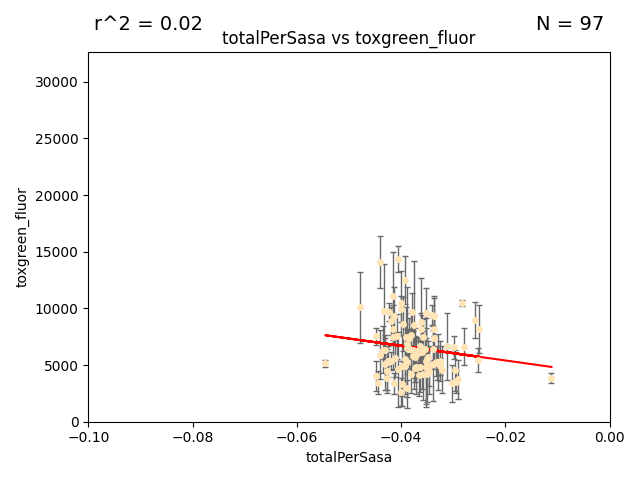 r^2 = 0.02
N = 97
totalPerSasa vs toxgreen_fluor
30000
25000
20000
15000
10000
5000
0
toxgreen_fluor
−0.10
−0.08
−0.06
−0.04
−0.02
0.00
totalPerSasa